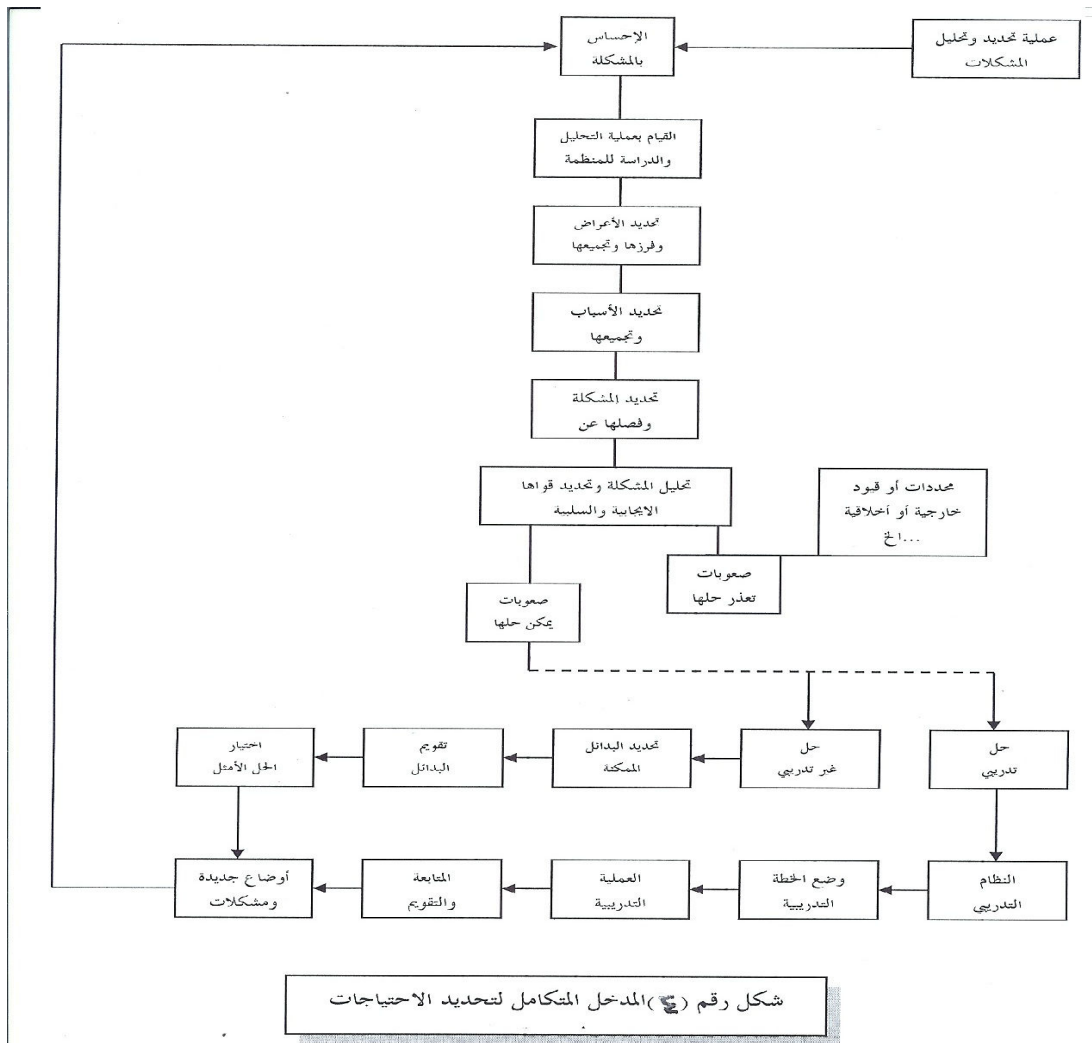 الإحساس
بالمشكلة
عملية تحديد وتحليل
المشكلات
القيام بعملية التحليل
والدراسة للمنظمة
تحديد الأعراض
وفرزها وتجميعها
تحديد الأسباب
وتجميعها
تحديد المشكلة
وفصلها عن
تحليل المشكلة وتحديد قواها
الايجابية والسلبية
محددات أو قيود
خارجية أو أخلاقية
...الخ
صعوبات
تعذر حلها
صعوبات
يمكن حلها
حل
تدريبي
حل
غير تدريبي
تحديد البدائل
الممكنة
تقويم
البدائل
اختيار
الحل الأمثل
النظام
التدريبي
وضع الخطة
التدريبية
العملية
التدريبية
المتابعة
والتقويم
أوضاع جديدة
ومشكلات
شكل رقم ( )المدخل المتكامل لتحديد الاحتياجات